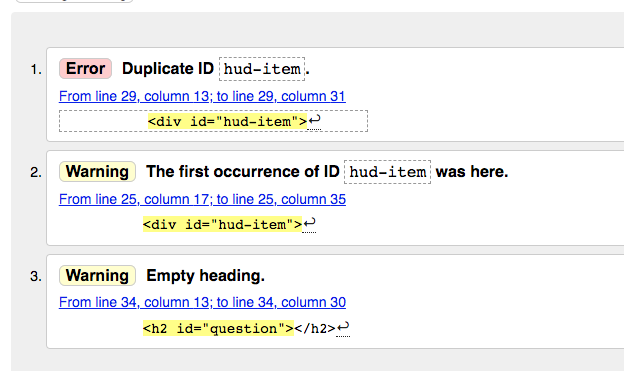 1. Error Duplicate ID hud-item.
From line 29, column 13; to line 29, column 31
<div id="hud-item">↩
2. Warning The first occurrence of ID hud-item was here.
From line 25, column 17; to line 25, column 35
<div id="hud-item">↩
3. Warning Empty heading.
From line 34, column 13; to line 34, column 30
<h2 id="question"></h2>↩